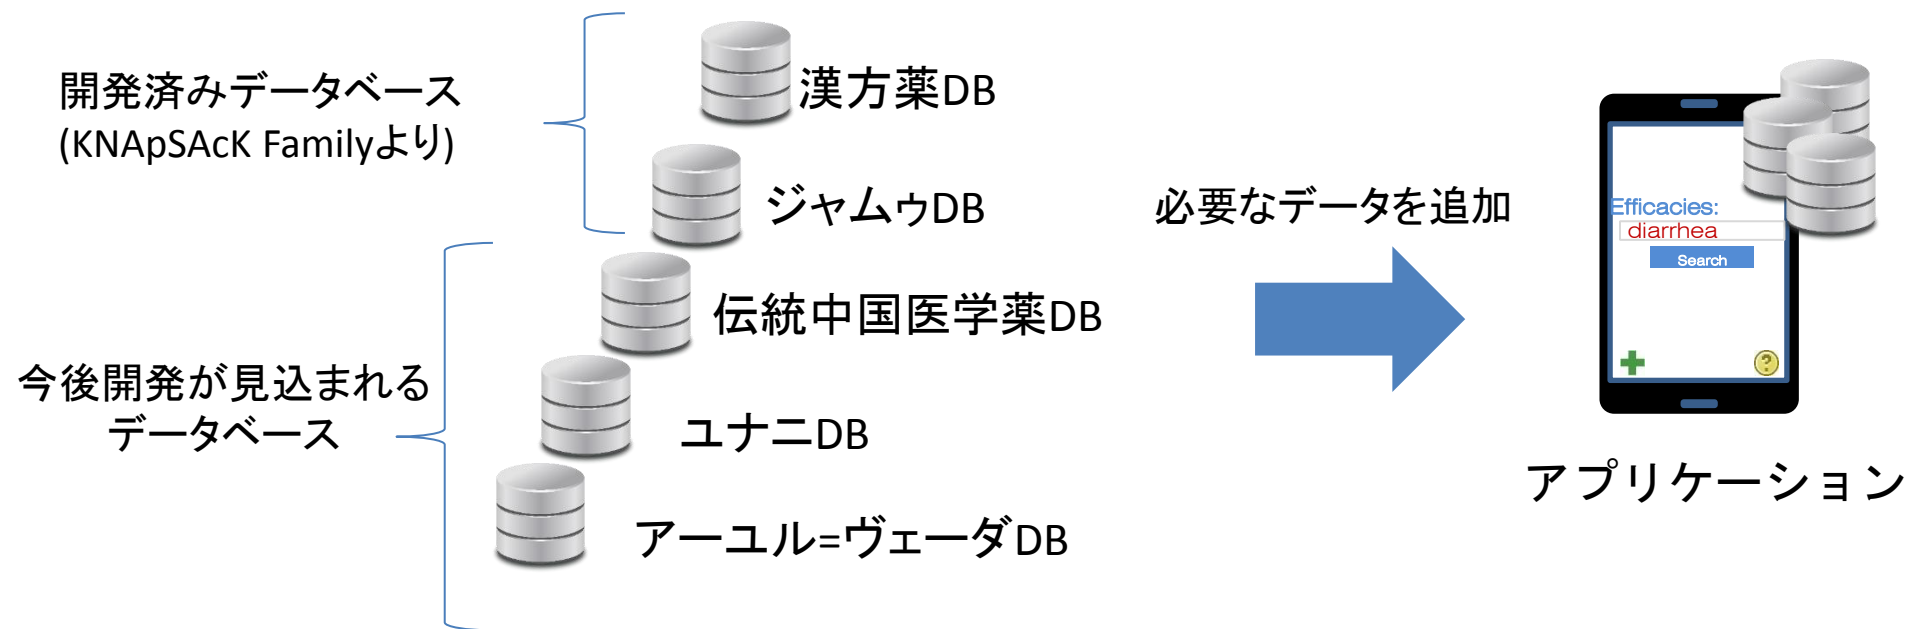 開発済みデータベース
(KNApSAcK Familyより)
漢方薬DB
ジャムゥDB
今後開発が見込まれる
データベース
伝統中国医学薬DB
ユナニDB
アーユル=ヴェーダDB
必要なデータを追加
Efficacies:
diarrhea
Search
?
アプリケーション